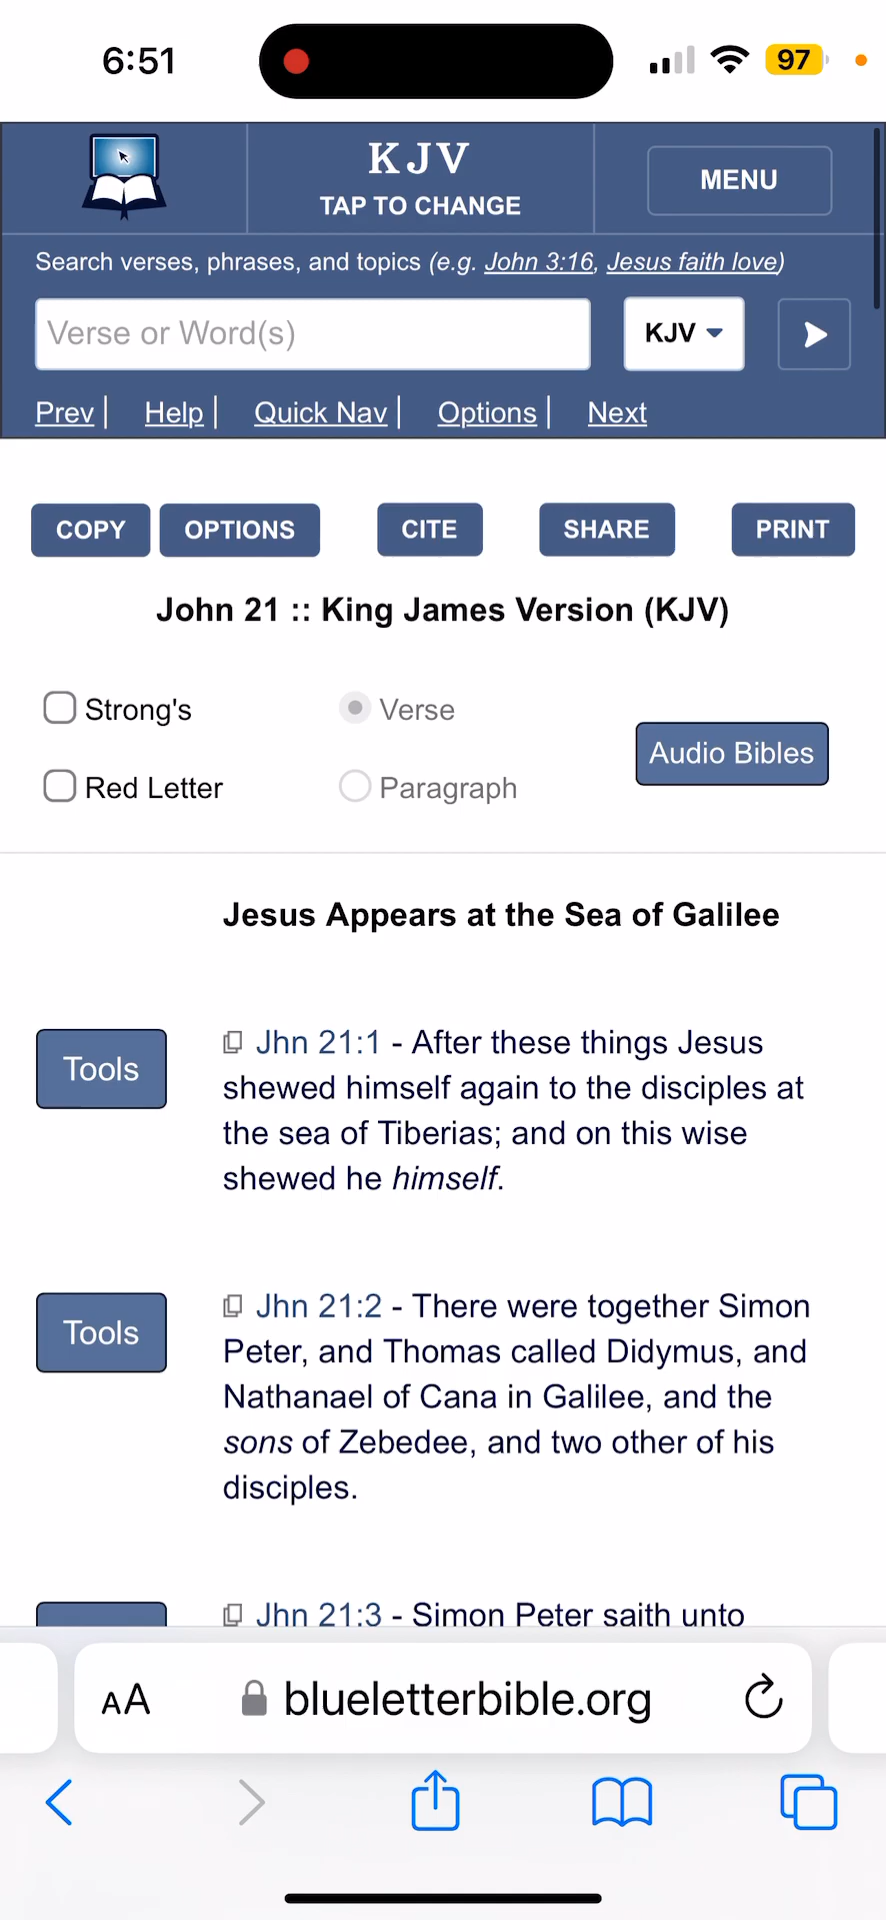 6:51
97
KJV
TAP TO CHANGE
MENU
Search verses, phrases, and topics (e.g. John 3:16, Jesus faith love)
Verse or Word(s)
KJV
Prev | Help | Quick Nav | Options | Next
COPY OPTIONS CITE SHARE PRINT
John 21 :: King James Version (KJV)
Strong's Verse
Audio Bibles
Red Letter Paragraph
Jesus Appears at the Sea of Galilee
Tools
Jhn 21:1 - After these things Jesus
shewed himself again to the disciples at
the sea of Tiberias; and on this wise
shewed he himself.
Tools
Jhn 21:2 - There were together Simon
Peter, and Thomas called Didymus, and
Nathanael of Cana in Galilee, and the
sons of Zebedee, and two other of his
disciples.
Jhn 21:3 - Simon Peter saith unto
AA blueletterbible.org